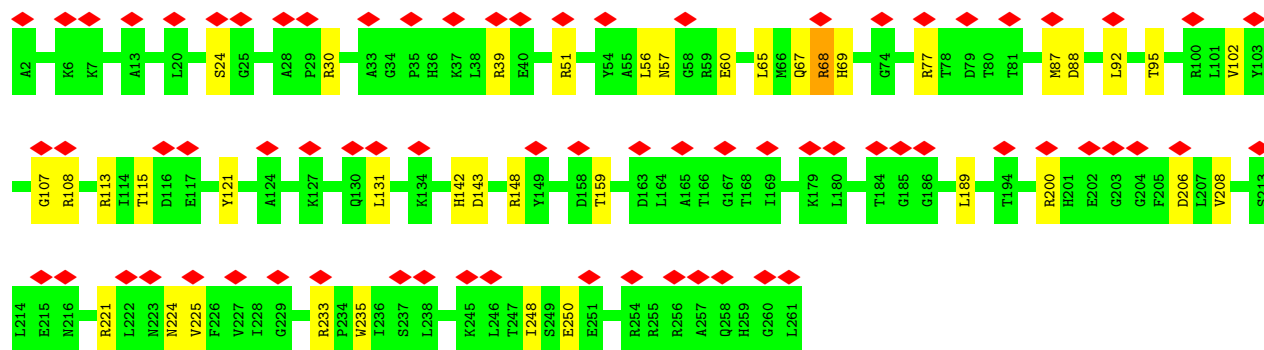 A2 K6 K7 A13 L20 S24 G25 A28 P29 R30 A33 G34 P35 H36 K37 L38 R39 E40 R51 Y54 A55 L56 N57 G58 R59 E60 L65 M66 Q67 R68 H69 G74 R77 T78 D79 T80 T81 M87 D88 L92 T95 R100 L101 V102 Y103
G107 R108 R113 I114 T115 D116 E117 Y121 A124 K127 Q130 L131 K134 H142 D143 R148 Y149 D158 T159 D163 L164 A165 T166 G167 T168 I169 K179 L180 T184 G185 G186 L189 T194 R200 H201 E202 G203 G204 F205 D206 L207 V208 S213
L214 E215 N216 R221 L222 N223 N224 V225 F226 V227 I228 G229 R233 P234 W235 I236 S237 L238 K245 L246 T247 I248 S249 E250 E251 R254 R255 R256 A257 Q258 H259 G260 L261